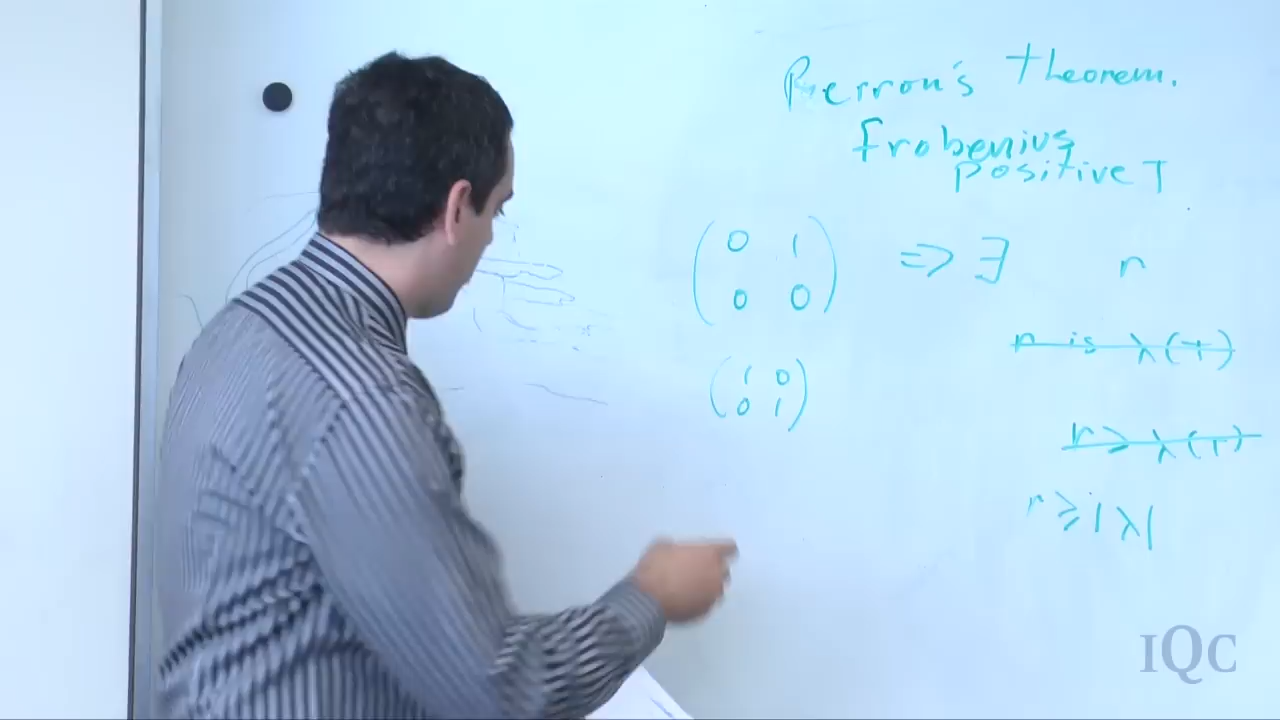 Perron's theorem.
Frobenius
positive T
( 0 1
0 0 ) => ∃ r
r is λ(T)
( 1 0
0 1 )
r > λ(T)
r ⩾ |λ|
IQC